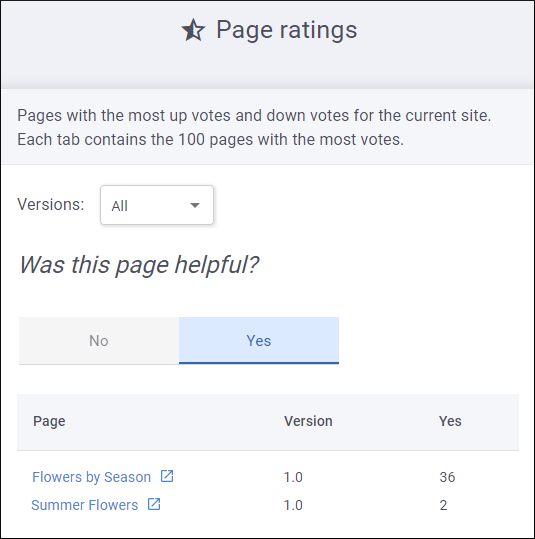 Page ratings
Pages with the most up votes and down votes for the current site.
Each tab contains the 100 pages with the most votes.
Versions: All
Was this page helpful?
No Yes
Page Version Yes
Flowers by Season 1.0 36
Summer Flowers 1.0 2